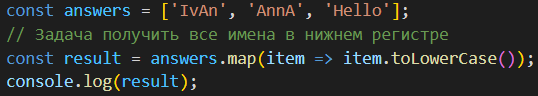 const answers = ['IvAn', 'AnnA', 'Hello'];
// Задача получить все имена в нижнем регистре
const result = answers.map(item => item.toLowerCase());
console.log(result);